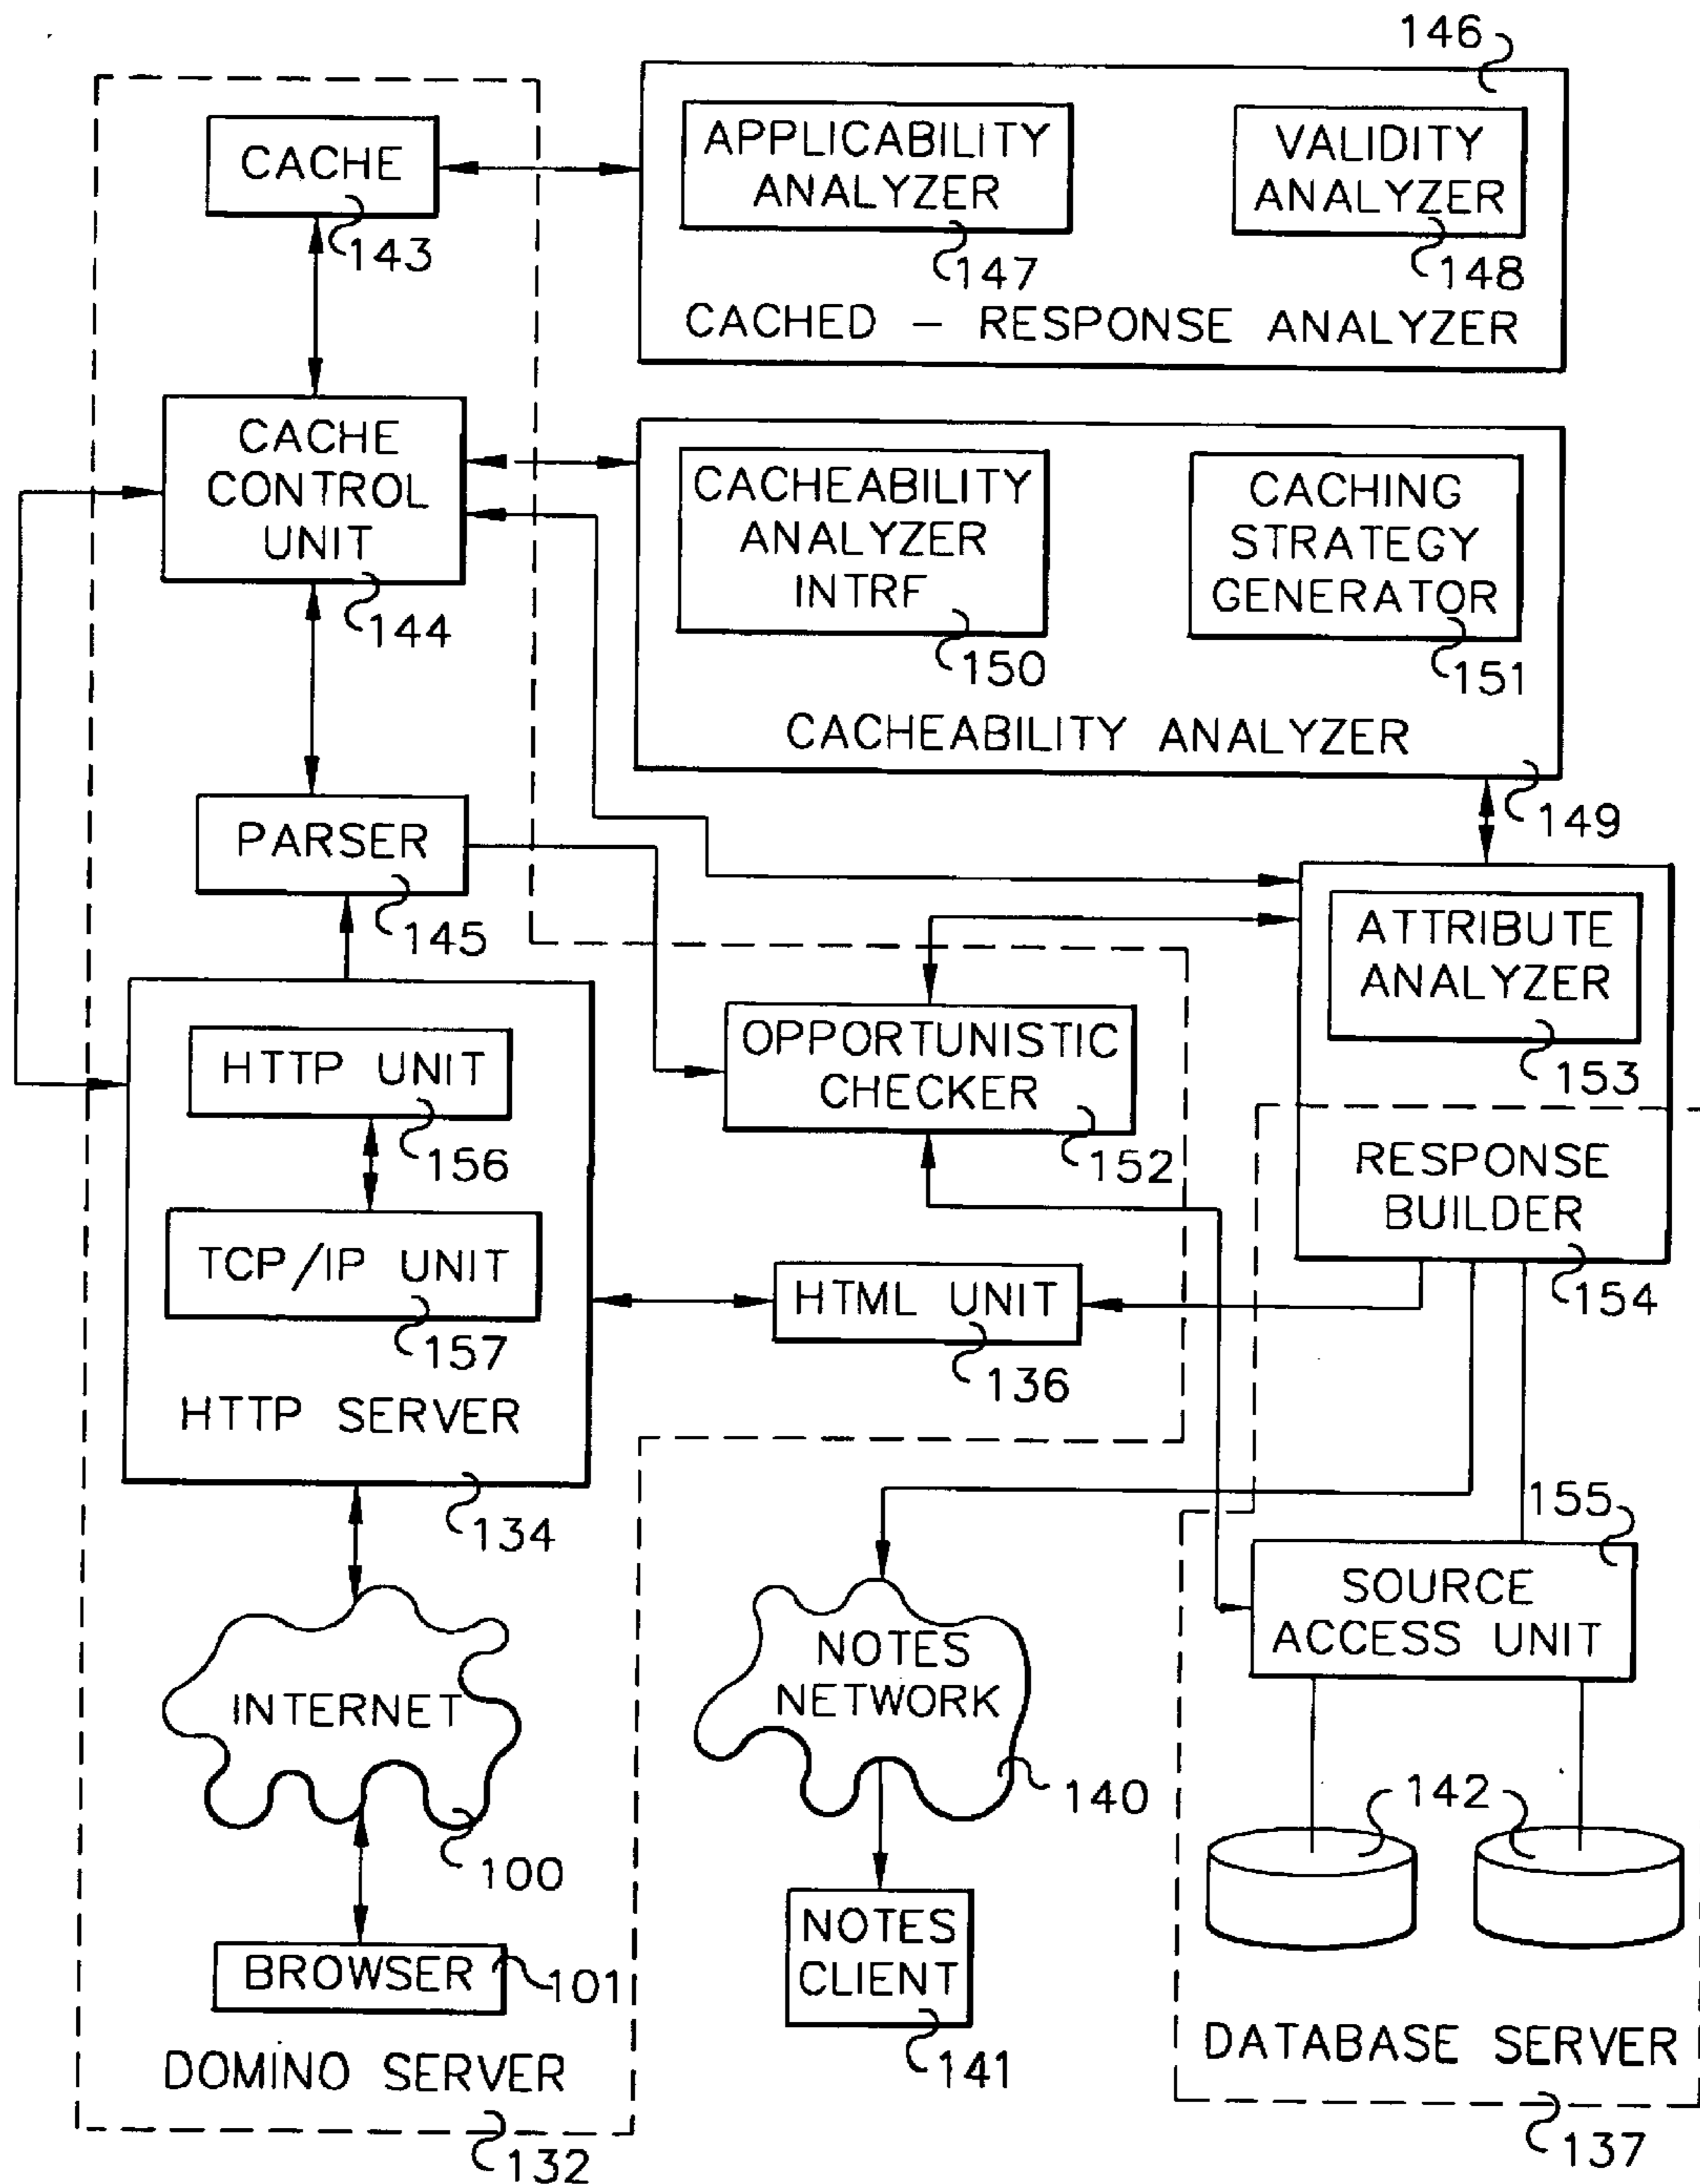 146
CACHE
143
APPLICABILITY
ANALYZER
147
VALIDITY
ANALYZER
148
CACHED – RESPONSE ANALYZER
CACHE
CONTROL
UNIT
144
CACHEABILITY
ANALYZER
INTRF
150
CACHING
STRATEGY
GENERATOR
151
CACHEABILITY ANALYZER
149
PARSER
145
ATTRIBUTE
ANALYZER
153
HTTP UNIT
156
OPPORTUNISTIC
CHECKER
152
RESPONSE
BUILDER
154
TCP/IP UNIT
157
HTML UNIT
136
HTTP SERVER
134
155
SOURCE
ACCESS UNIT
INTERNET
100
NOTES
NETWORK
140
142
BROWSER
101
NOTES
CLIENT
141
DOMINO SERVER
132
DATABASE SERVER
137